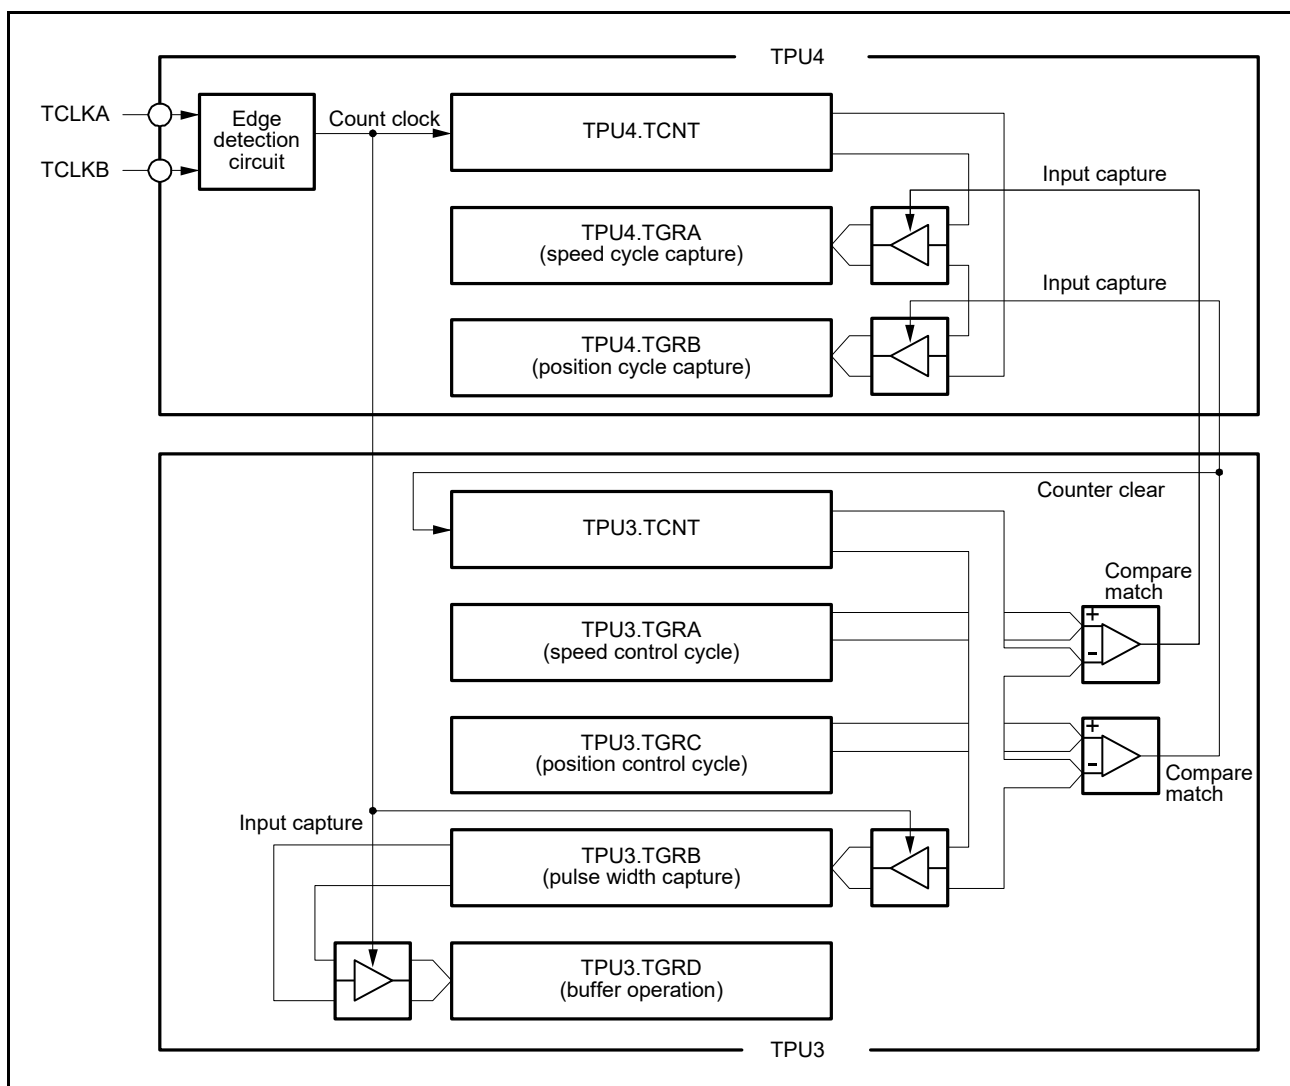 TPU4
TCLKA
TCLKB
Edge
detection
circuit
Count clock
TPU4.TCNT
Input capture
TPU4.TGRA
(speed cycle capture)
Input capture
TPU4.TGRB
(position cycle capture)
Counter clear
TPU3.TCNT
Compare
match
+
-
TPU3.TGRA
(speed control cycle)
TPU3.TGRC
(position control cycle)
+
-
Compare
match
Input capture
TPU3.TGRB
(pulse width capture)
TPU3.TGRD
(buffer operation)
TPU3